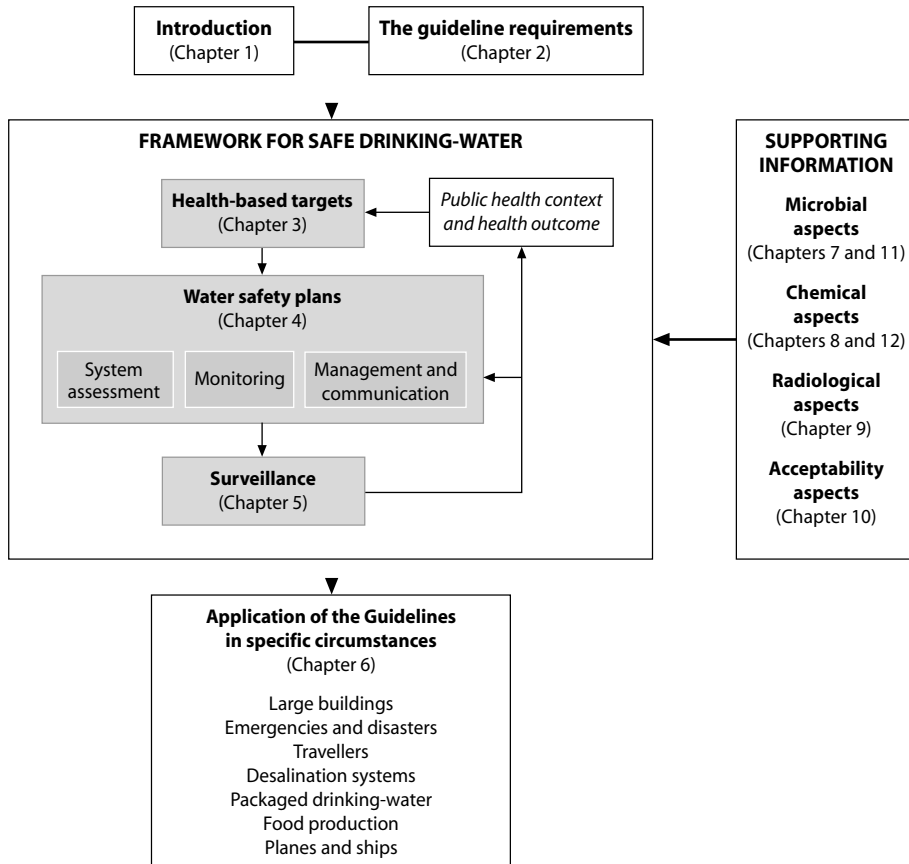 Introduction
(Chapter 1)
The guideline requirements
(Chapter 2)
FRAMEWORK FOR SAFE DRINKING-WATER
Health-based targets
(Chapter 3)
Public health context
and health outcome
Water safety plans
(Chapter 4)
System
assessment
Monitoring
Management and
communication
Surveillance
(Chapter 5)
SUPPORTING
INFORMATION
Microbial
aspects
(Chapters 7 and 11)
Chemical
aspects
(Chapters 8 and 12)
Radiological
aspects
(Chapter 9)
Acceptability
aspects
(Chapter 10)
Application of the Guidelines
in specific circumstances
(Chapter 6)
Large buildings
Emergencies and disasters
Travellers
Desalination systems
Packaged drinking-water
Food production
Planes and ships